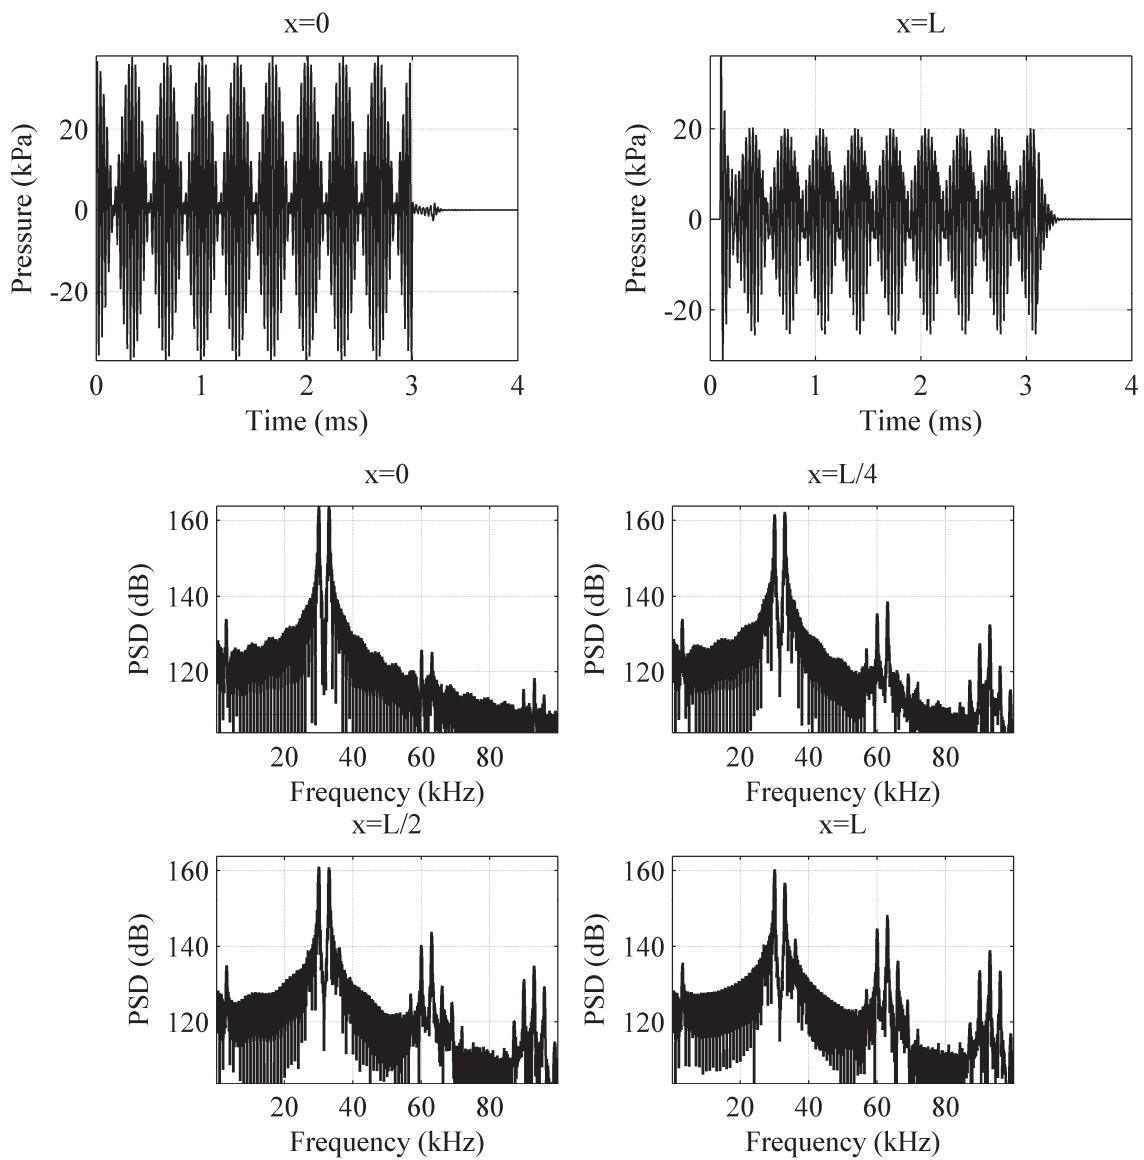 x=0
x=L
Pressure (kPa)
20
0
-20
0 1 2 3 4
Time (ms)
Pressure (kPa)
20
0
-20
0 1 2 3 4
Time (ms)
x=0
x=L/4
PSD (dB)
160
140
120
20 40 60 80
Frequency (kHz)
PSD (dB)
160
140
120
20 40 60 80
Frequency (kHz)
x=L/2
x=L
PSD (dB)
160
140
120
20 40 60 80
Frequency (kHz)
PSD (dB)
160
140
120
20 40 60 80
Frequency (kHz)